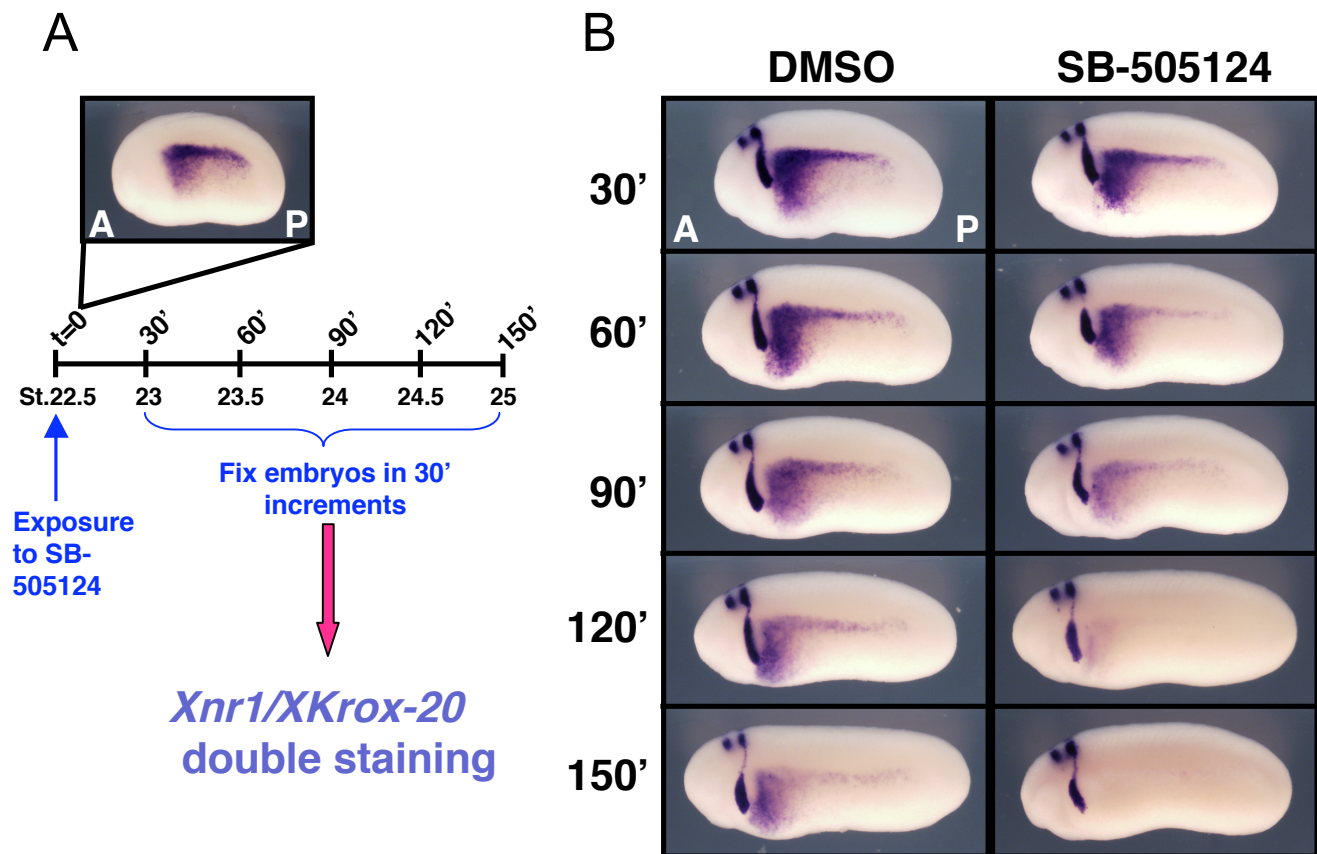 A
A P
t=0 30’ 60’ 90’ 120’ 150’
St.22.5 23 23.5 24 24.5 25
Exposure
to SB-
505124
Fix embryos in 30’
increments
Xnr1/XKrox-20
double staining
B
DMSO SB-505124
30’
A P
60’
90’
120’
150’